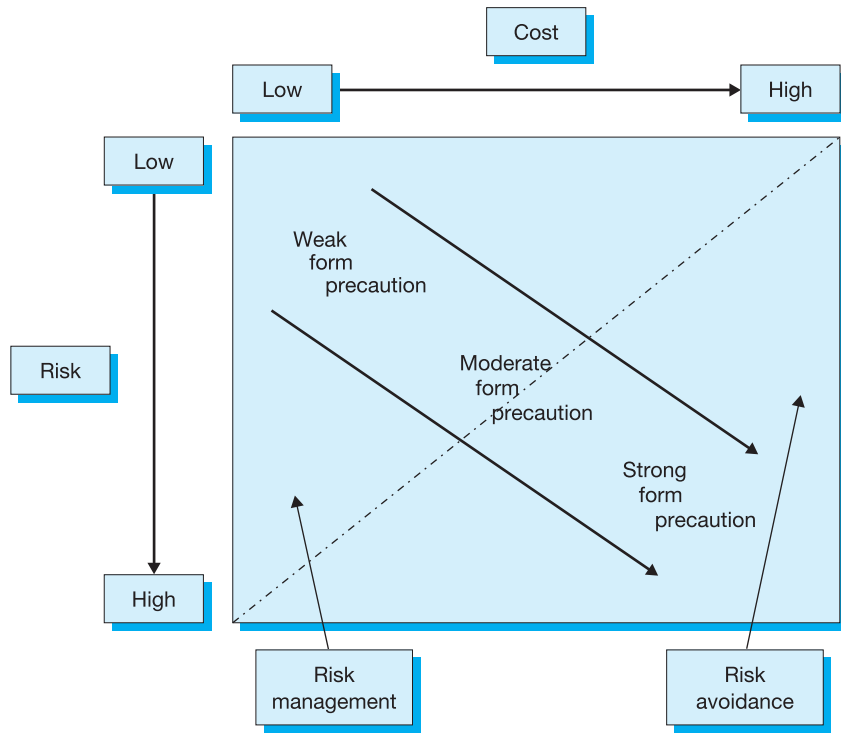 Cost
Low
High
Low
Weak
form
precaution
Risk
Moderate
form
precaution
Strong
form
precaution
High
Risk
management
Risk
avoidance